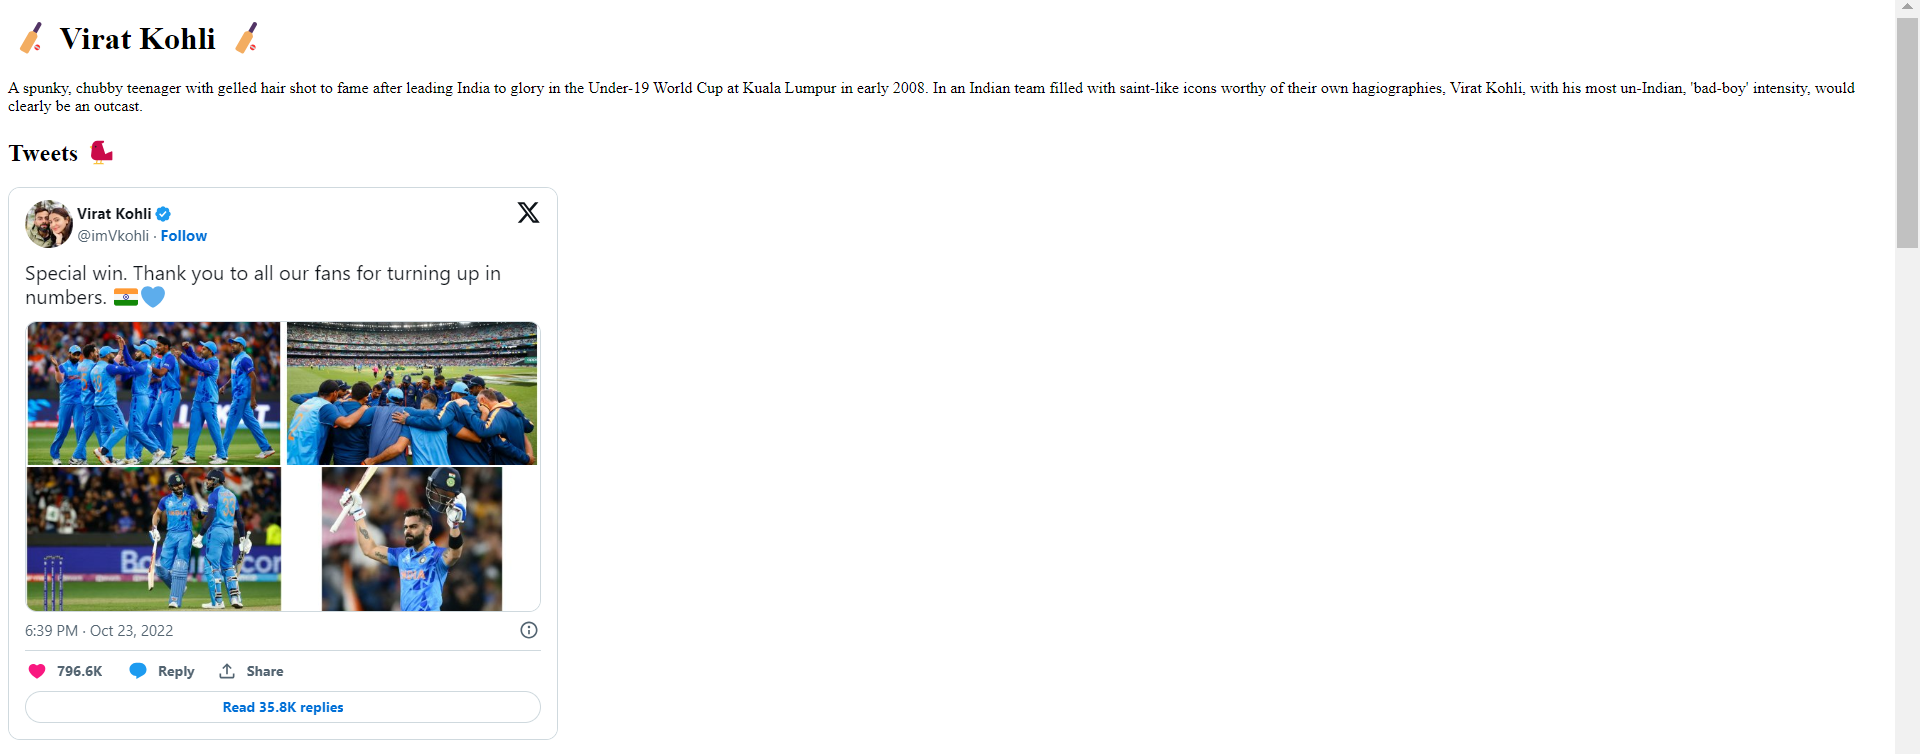 Virat Kohli
A spunky, chubby teenager with gelled hair shot to fame after leading India to glory in the Under-19 World Cup at Kuala Lumpur in early 2008. In an Indian team filled with saint-like icons worthy of their own hagiographies, Virat Kohli, with his most un-Indian, 'bad-boy' intensity, would
clearly be an outcast.
Tweets
Virat Kohli
@imVkohli · Follow
Special win. Thank you to all our fans for turning up in
numbers. 🇮🇳💙
6:39 PM · Oct 23, 2022
796.6K Reply Share
Read 35.8K replies